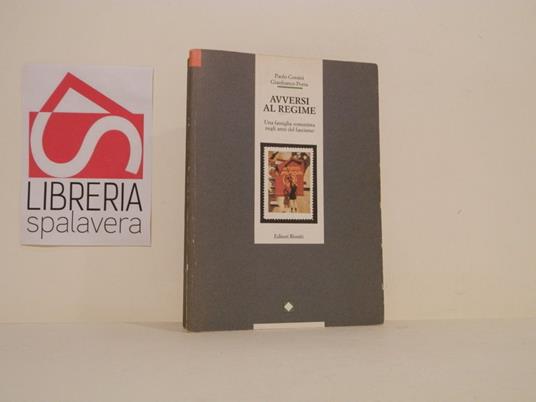 LIBRERIA
spalavera
Paolo Corsini
Gianfranco Porta
AVVERSI
AL REGIME
Una famiglia comunista
negli anni del fascismo
Editori Riuniti